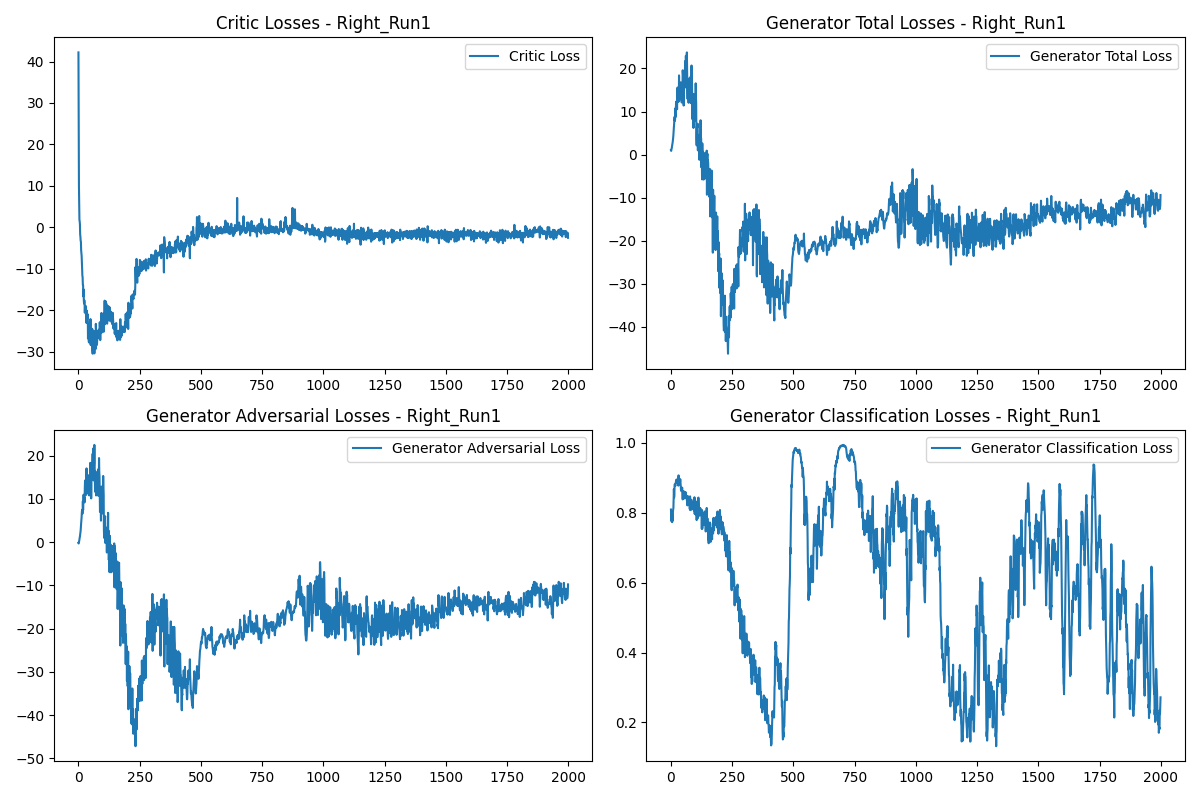 Critic Losses - Right_Run1
Critic Loss
40
30
20
10
0
−10
−20
−30
0 250 500 750 1000 1250 1500 1750 2000
Generator Total Losses - Right_Run1
Generator Total Loss
20
10
0
−10
−20
−30
−40
0 250 500 750 1000 1250 1500 1750 2000
Generator Adversarial Losses - Right_Run1
Generator Adversarial Loss
20
10
0
−10
−20
−30
−40
−50
0 250 500 750 1000 1250 1500 1750 2000
Generator Classification Losses - Right_Run1
Generator Classification Loss
1.0
0.8
0.6
0.4
0.2
0 250 500 750 1000 1250 1500 1750 2000